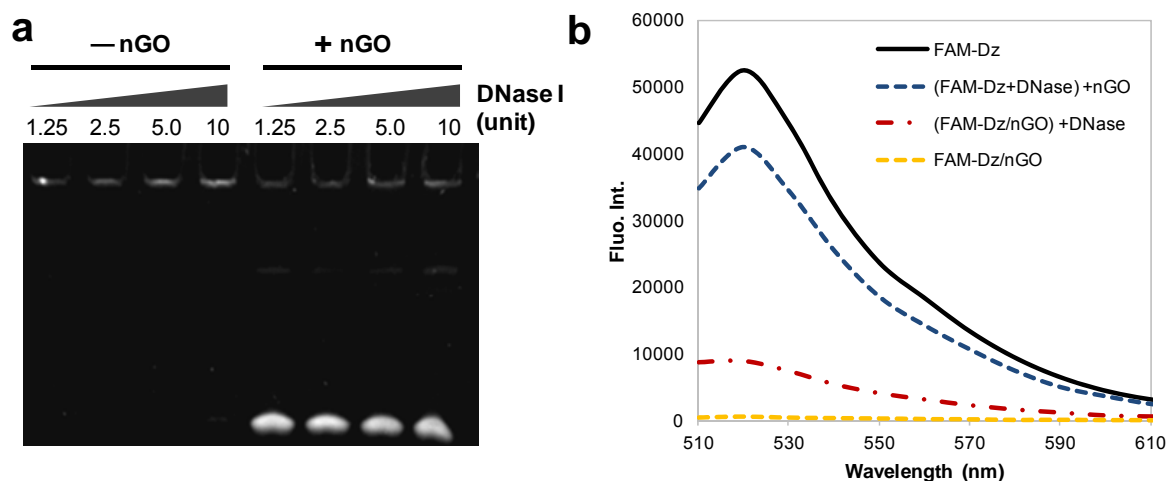 a
— nGO + nGO
DNase I
(unit)
1.25 2.5 5.0 10 1.25 2.5 5.0 10
b
60000
50000
40000
30000
20000
10000
0
Fluo. Int.
510 530 550 570 590 610
Wavelength (nm)
FAM-Dz
(FAM-Dz+DNase) +nGO
(FAM-Dz/nGO) +DNase
FAM-Dz/nGO